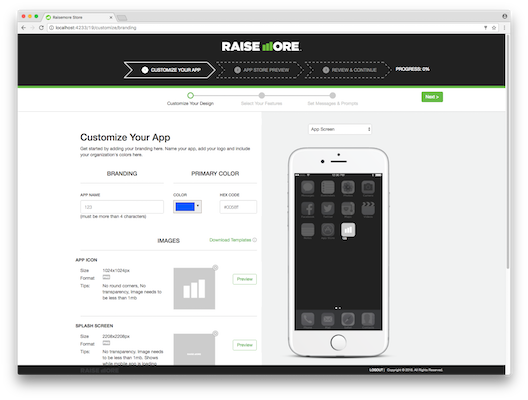 Raisemore Store
localhost:4233/1/#customize/branding
RAISE MORE
CUSTOMIZE YOUR APP
APP STORE PREVIEW
REVIEW & CONTINUE
PROGRESS: 0%
Customize Your Design
Select Your Features
Set Messages & Prompts
Next »
Customize Your App
Get started by adding your branding here. Name your app, add your logo and include
your organization's colors here.
App Screen
BRANDING
PRIMARY COLOR
APP NAME
COLOR
HEX CODE
123
(must be more than 4 characters)
IMAGES
Download Templates
APP ICON
Size
1024x1024px
Format:
Tips:
No round corners, No
transparency, Image needs to
be less than 1mb.
Preview
SPLASH SCREEN
Size
2208x2208px
Format:
Tips:
No transparency. Image needs
to be less than 1mb. Shows
while mobile app is loading
Preview
RAISE MORE
LOGOUT | Copyright © 2016, All Rights Reserved.